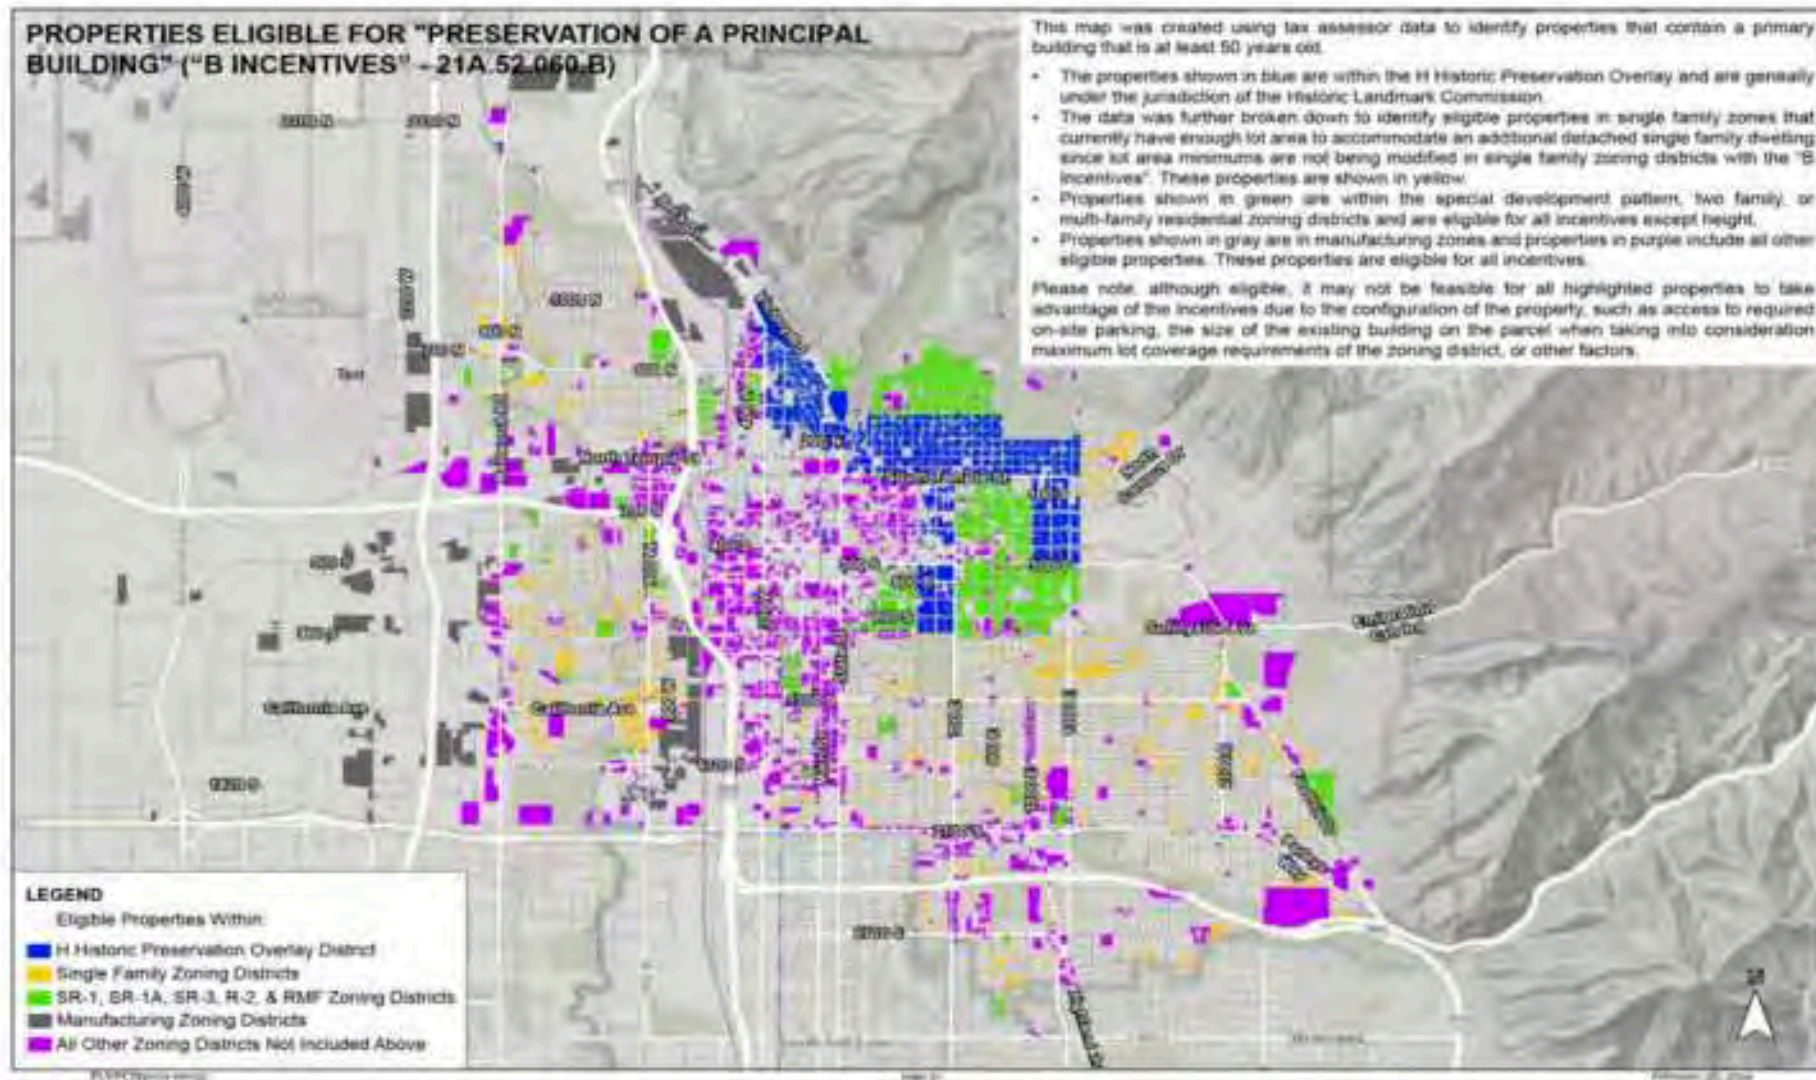 PROPERTIES ELIGIBLE FOR "PRESERVATION OF A PRINCIPAL
BUILDING" ("B INCENTIVES" - 21A.52.060.B)
This map was created using tax assessor data to identify properties that contain a primary
building that is at least 50 years old.
• The properties shown in blue are within the H Historic Preservation Overlay and are generally
under the jurisdiction of the Historic Landmark Commission.
• The data was further broken down to identify eligible properties in single family zones that
currently have enough lot area to accommodate an additional detached single family dwelling
since lot area minimums are not being modified in single family zoning districts with the "B
Incentives". These properties are shown in yellow.
• Properties shown in green are within the special development pattern, two family, or
multi-family residential zoning districts and are eligible for all incentives except height.
• Properties shown in gray are in manufacturing zones and properties in purple include all other
eligible properties. These properties are eligible for all incentives.
Please note, although eligible, it may not be feasible for all highlighted properties to take
advantage of the incentives due to the configuration of the property, such as access to required
on-site parking, the size of the existing building on the parcel when taking into consideration
maximum lot coverage requirements of the zoning district, or other factors.
1000 N
North Temple St
California Ave
California Ave
Sunnyside Ave
Emigration
Canyon
LEGEND
Eligible Properties Within:
H Historic Preservation Overlay District
Single Family Zoning Districts
SR-1, SR-1A, SR-3, R-2, & RMF Zoning Districts
Manufacturing Zoning Districts
All Other Zoning Districts Not Included Above